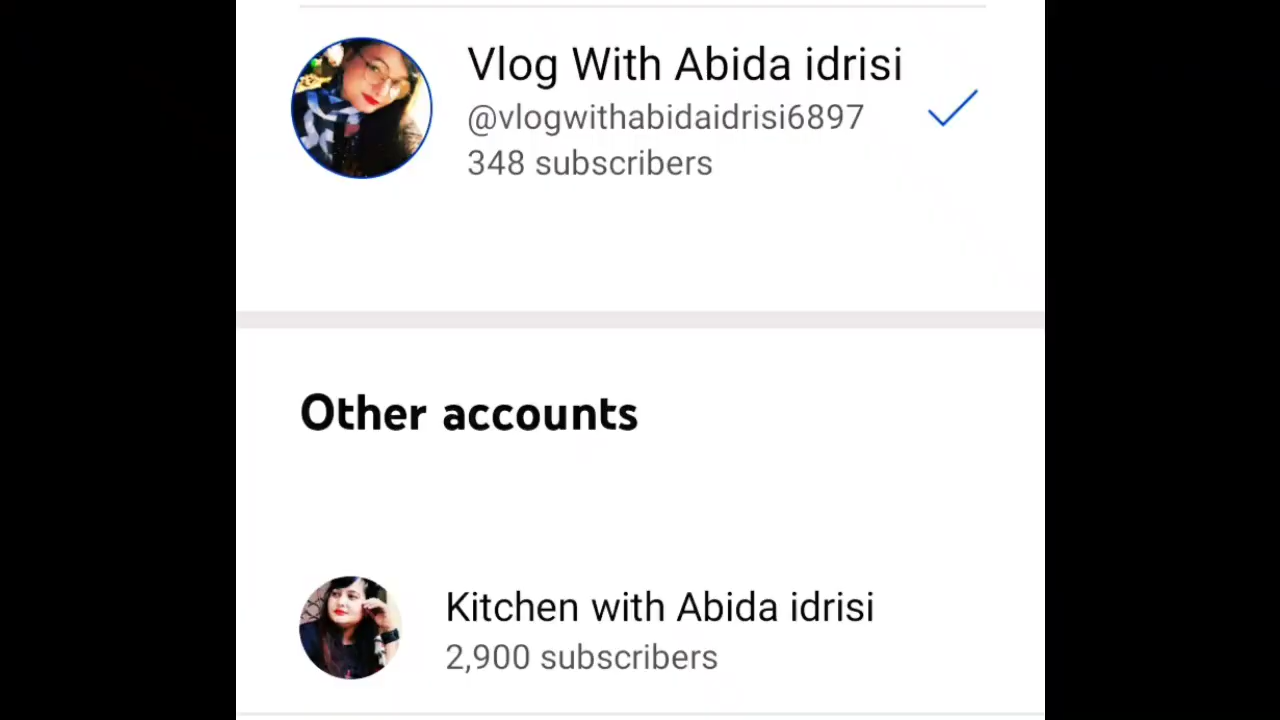 Vlog With Abida idrisi
@vlogwithabidaidrisi6897
348 subscribers
Other accounts
Kitchen with Abida idrisi
2,900 subscribers